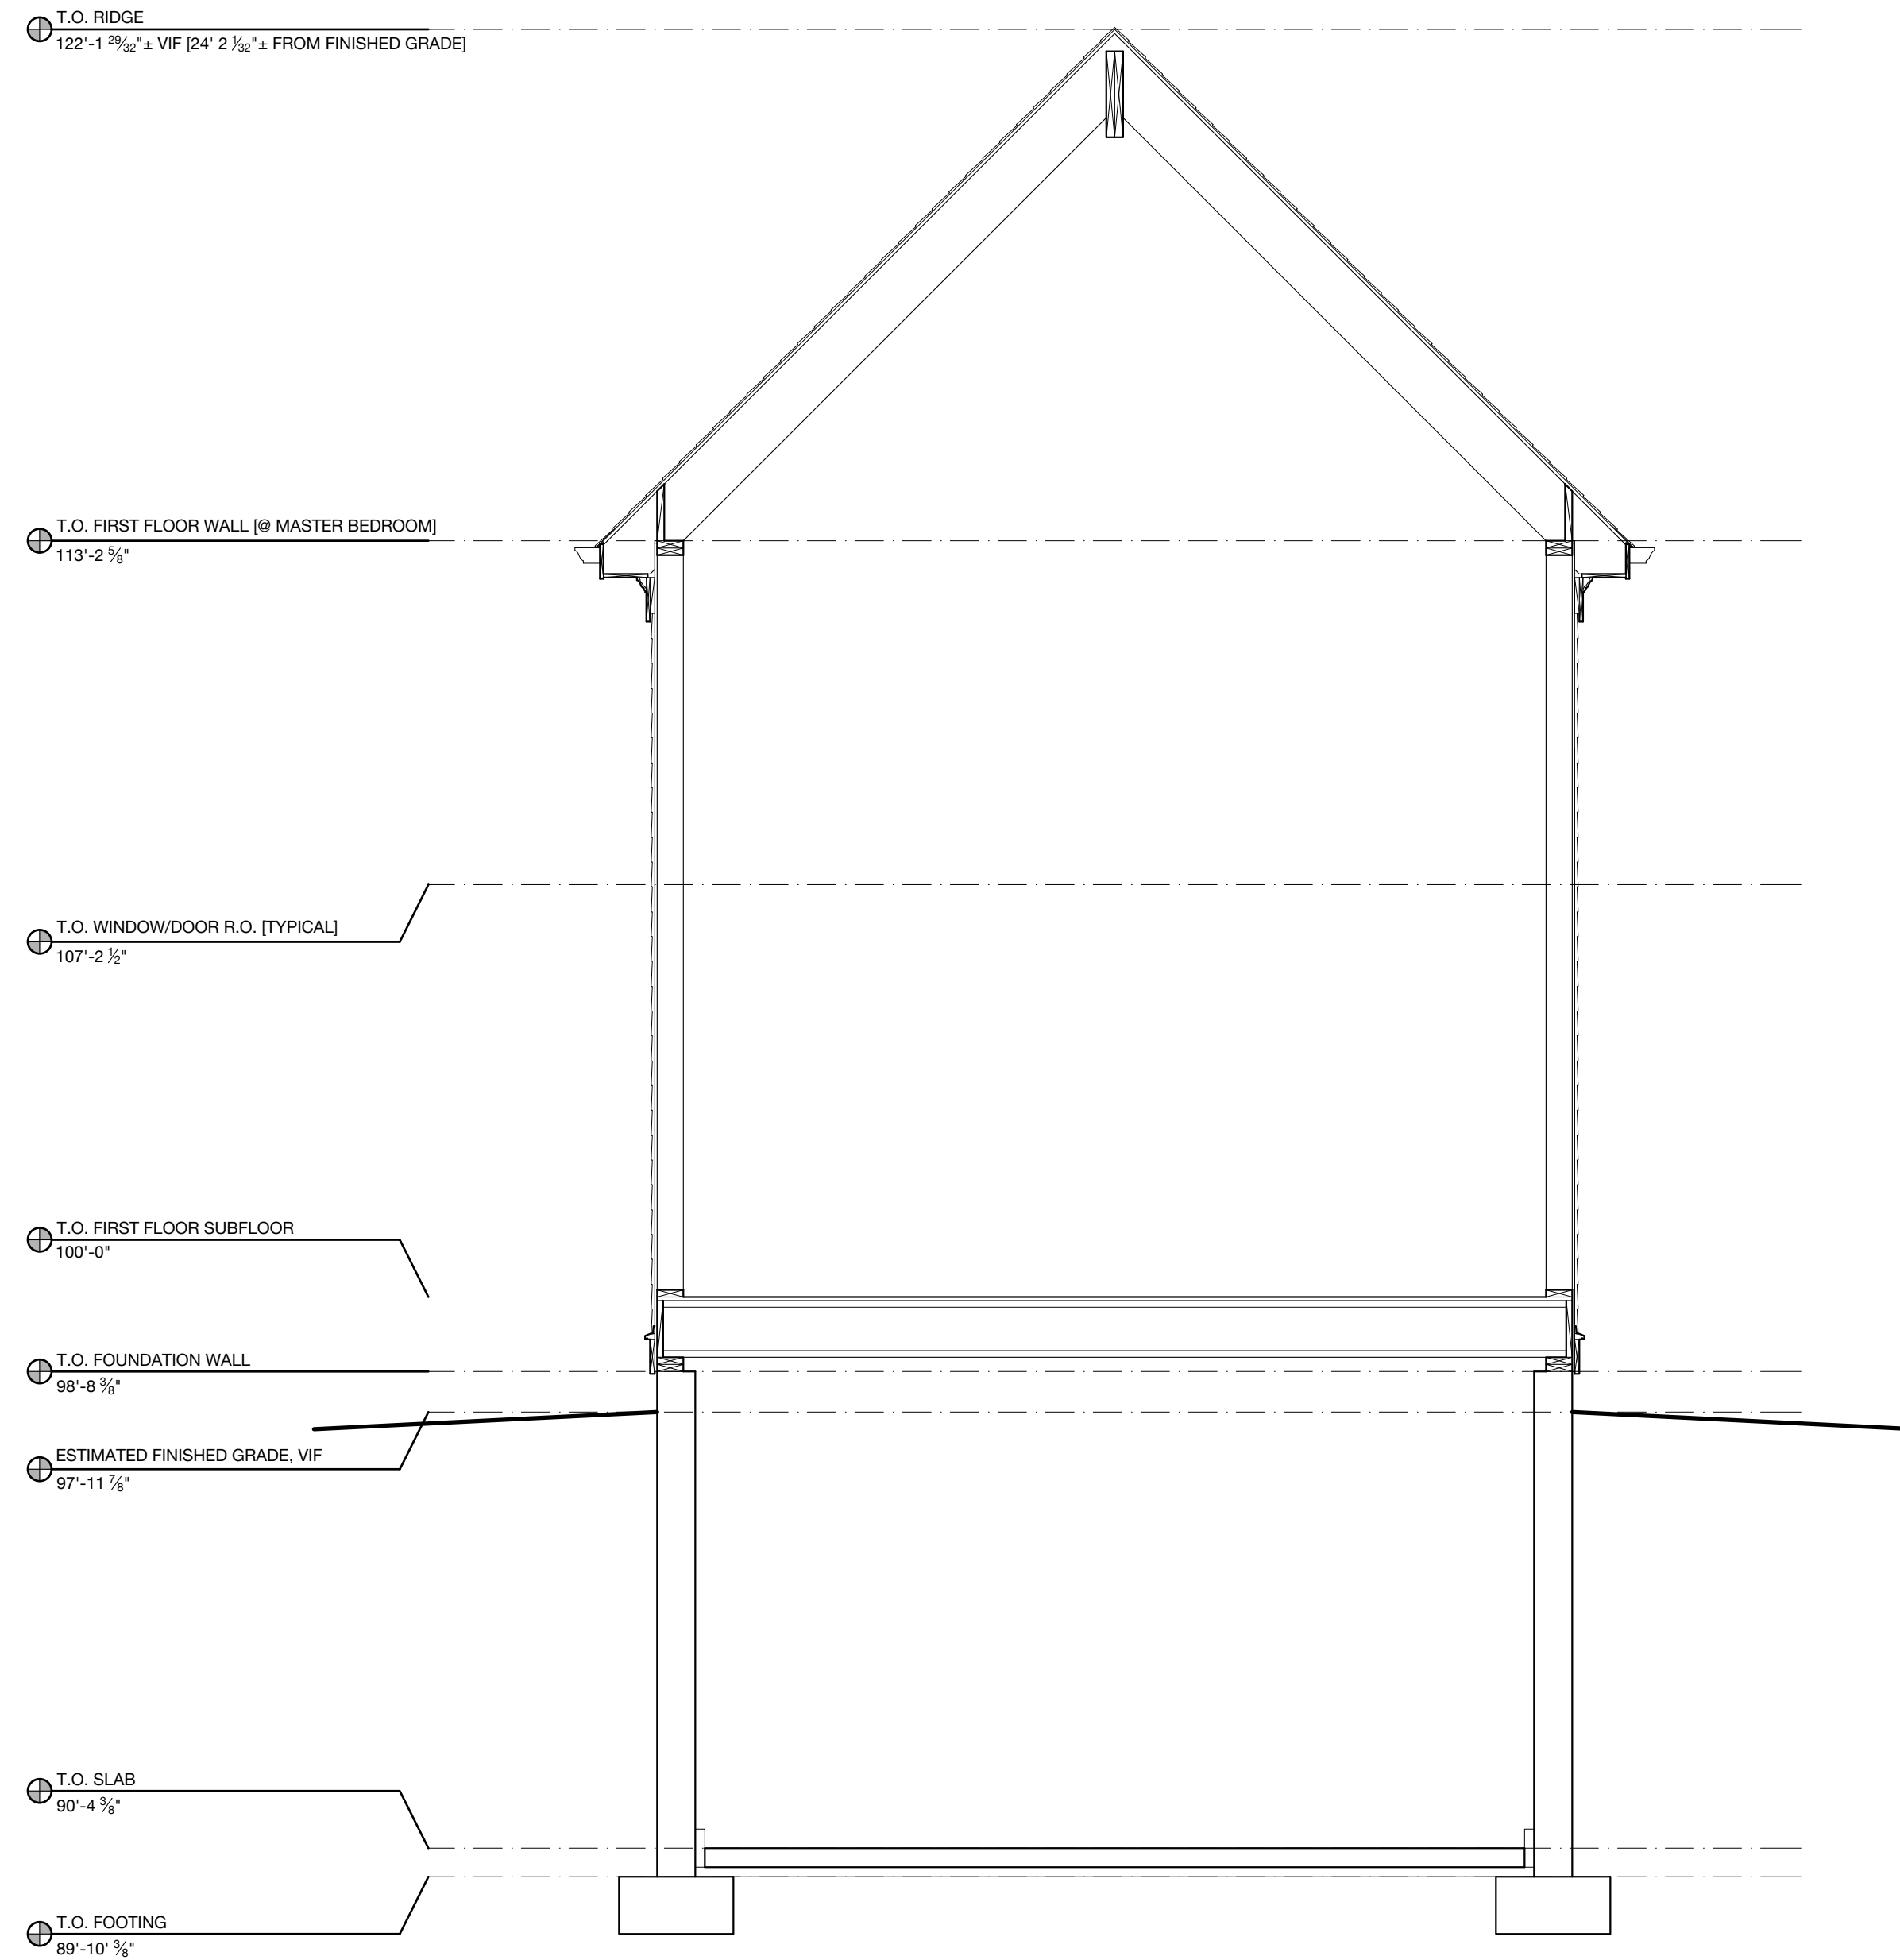 T.O. RIDGE
122'-1 29/32"± VIF [24' 2 1/32"± FROM FINISHED GRADE]
T.O. FIRST FLOOR WALL [@ MASTER BEDROOM]
113'-2 5/8"
T.O. WINDOW/DOOR R.O. [TYPICAL]
107'-2 1/2"
T.O. FIRST FLOOR SUBFLOOR
100'-0"
T.O. FOUNDATION WALL
98'-8 3/8"
ESTIMATED FINISHED GRADE, VIF
97'-11 7/8"
T.O. SLAB
90'-4 3/8"
T.O. FOOTING
89'-10' 3/8"